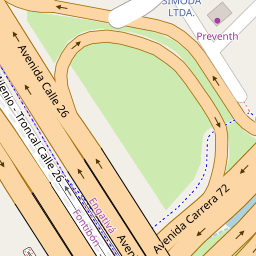 SIMODA
LTDA.
Preventh
Avenida Calle 26
ilenio - Troncal Calle 26
Engativá
Fontibón
Avenida Carrera 72
Aven